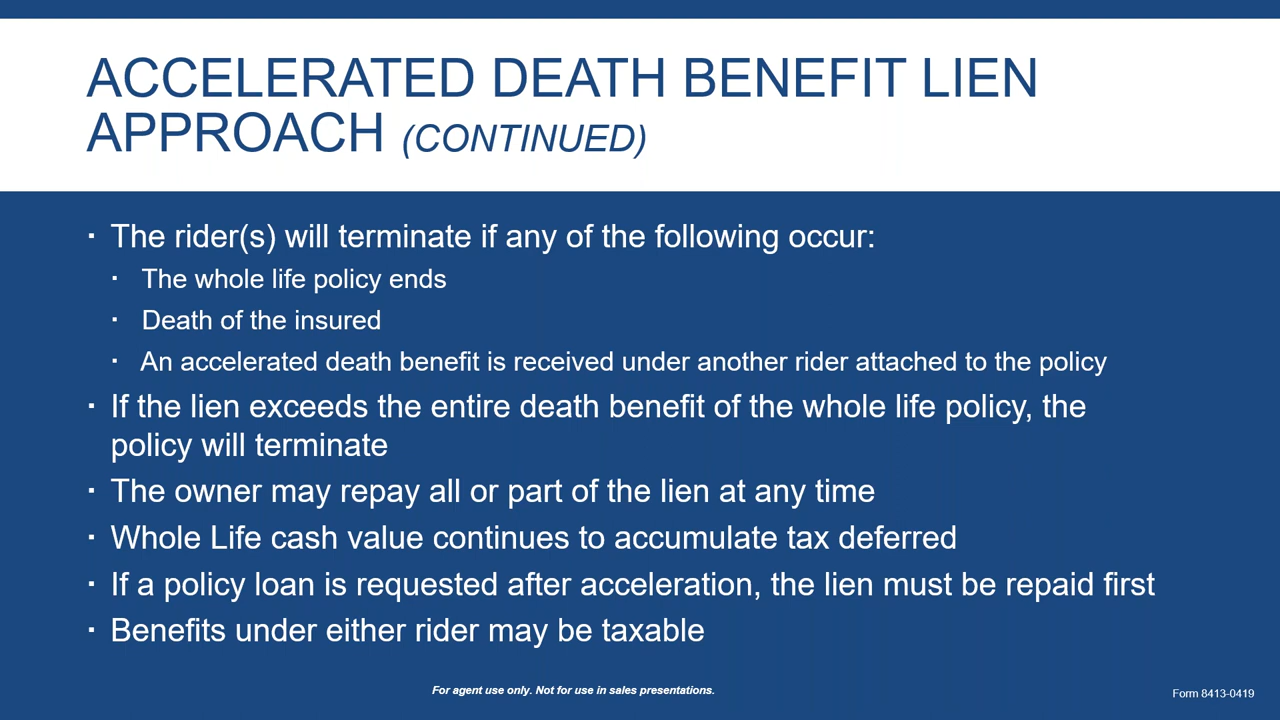 ACCELERATED DEATH BENEFIT LIEN
APPROACH (CONTINUED)
▪ The rider(s) will terminate if any of the following occur:
▪ The whole life policy ends
▪ Death of the insured
▪ An accelerated death benefit is received under another rider attached to the policy
▪ If the lien exceeds the entire death benefit of the whole life policy, the
policy will terminate
▪ The owner may repay all or part of the lien at any time
▪ Whole Life cash value continues to accumulate tax deferred
▪ If a policy loan is requested after acceleration, the lien must be repaid first
▪ Benefits under either rider may be taxable
For agent use only. Not for use in sales presentations.
Form 8413-0419